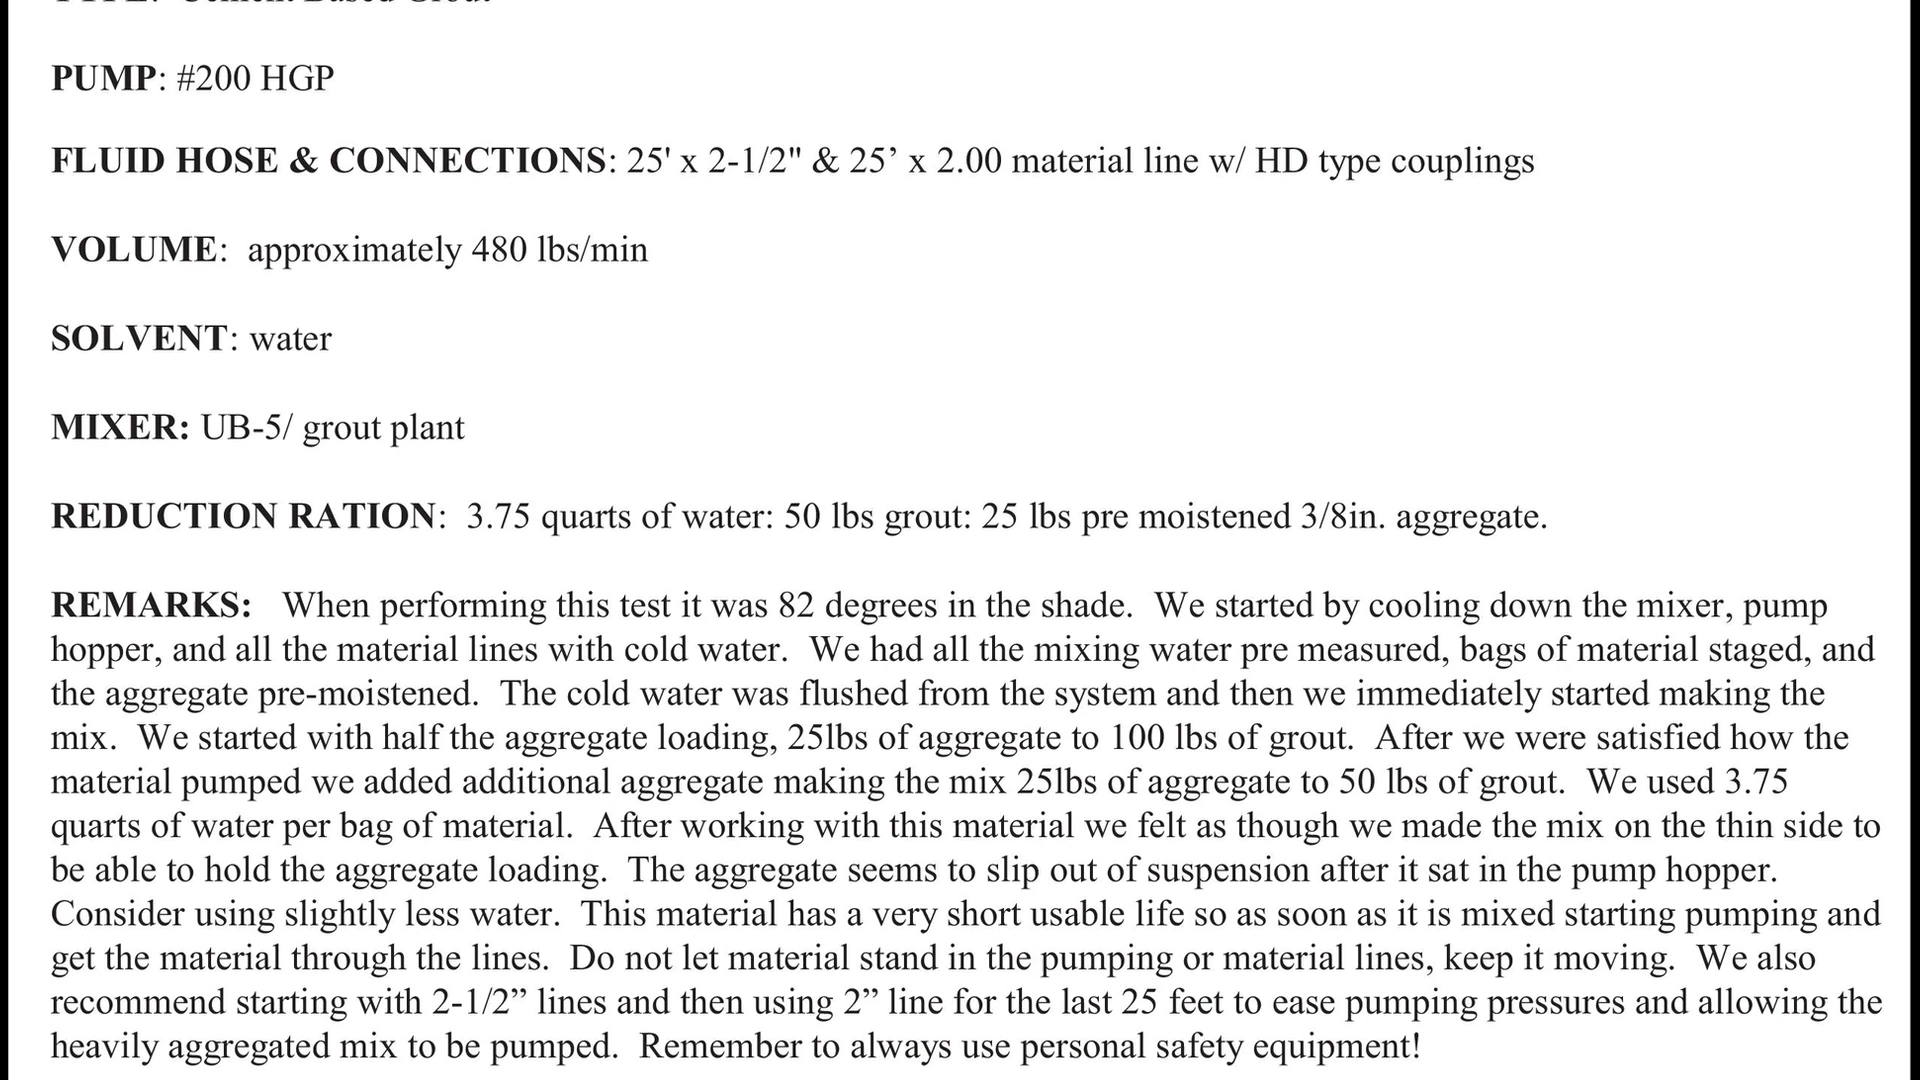 PUMP: #200 HGP
FLUID HOSE & CONNECTIONS: 25' x 2-1/2" & 25’ x 2.00 material line w/ HD type couplings
VOLUME:  approximately 480 lbs/min
SOLVENT: water
MIXER: UB-5/ grout plant
REDUCTION RATION:  3.75 quarts of water: 50 lbs grout: 25 lbs pre moistened 3/8in. aggregate.
REMARKS:   When performing this test it was 82 degrees in the shade.  We started by cooling down the mixer, pump
hopper, and all the material lines with cold water.  We had all the mixing water pre measured, bags of material staged, and
the aggregate pre-moistened.  The cold water was flushed from the system and then we immediately started making the
mix.  We started with half the aggregate loading, 25lbs of aggregate to 100 lbs of grout.  After we were satisfied how the
material pumped we added additional aggregate making the mix 25lbs of aggregate to 50 lbs of grout.  We used 3.75
quarts of water per bag of material.  After working with this material we felt as though we made the mix on the thin side to
be able to hold the aggregate loading.  The aggregate seems to slip out of suspension after it sat in the pump hopper.
Consider using slightly less water.  This material has a very short usable life so as soon as it is mixed starting pumping and
get the material through the lines.  Do not let material stand in the pumping or material lines, keep it moving.  We also
recommend starting with 2-1/2” lines and then using 2” line for the last 25 feet to ease pumping pressures and allowing the
heavily aggregated mix to be pumped.  Remember to always use personal safety equipment!